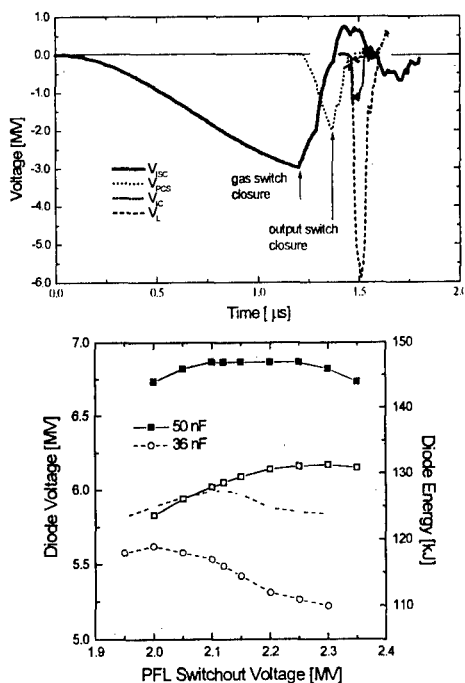 1.0
0.0
-1.0
-2.0
-3.0
-4.0
-5.0
-6.0
Voltage [MV]
V_ISC
V_PCS
V_L
gas switch
closure
output switch
closure
0.0 0.5 1.0 1.5 2.0
Time [ μs]
7.0
6.5
6.0
5.5
5.0
Diode Voltage [MV]
50 nF
36 nF
150
140
130
120
110
Diode Energy [kJ]
1.9 2.0 2.1 2.2 2.3 2.4
PFL Switchout Voltage [MV]